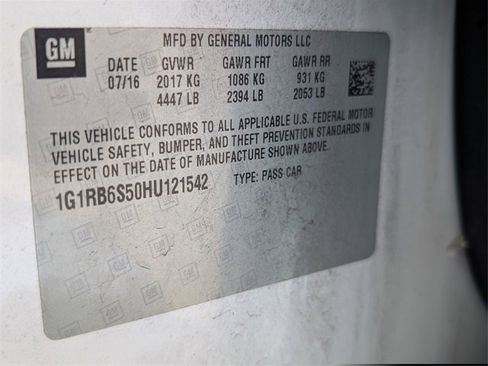 GM
MFD BY GENERAL MOTORS LLC
DATE GVWR GAWR FRT GAWR RR
07/16 2017 KG 1086 KG 931 KG
4447 LB 2394 LB 2053 LB
THIS VEHICLE CONFORMS TO ALL APPLICABLE U.S. FEDERAL MOTOR
VEHICLE SAFETY, BUMPER, AND THEFT PREVENTION STANDARDS IN
EFFECT ON THE DATE OF MANUFACTURE SHOWN ABOVE.
1G1RB6S50HU121542 TYPE: PASS CAR